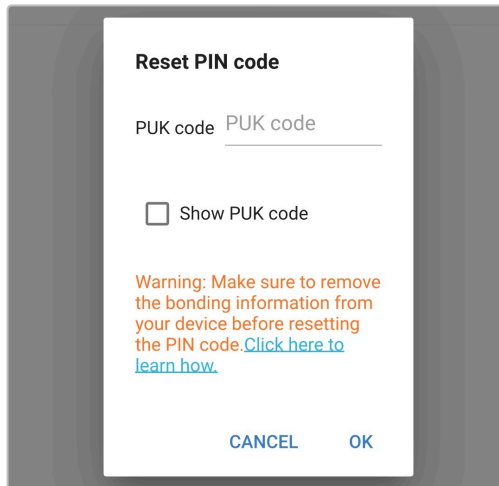 Reset PIN code
PUK code PUK code
Show PUK code
Warning: Make sure to remove
the bonding information from
your device before resetting
the PIN code.Click here to
learn how.
CANCEL OK